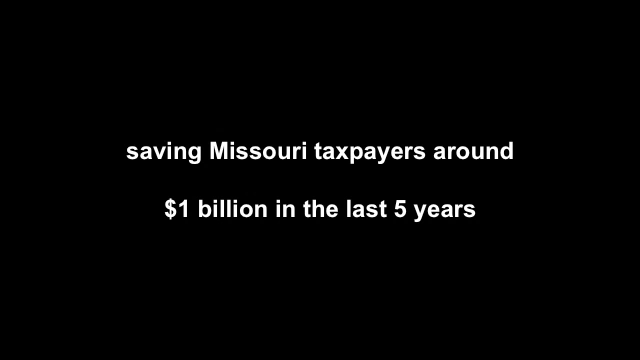 saving Missouri taxpayers around
$1 billion in the last 5 years